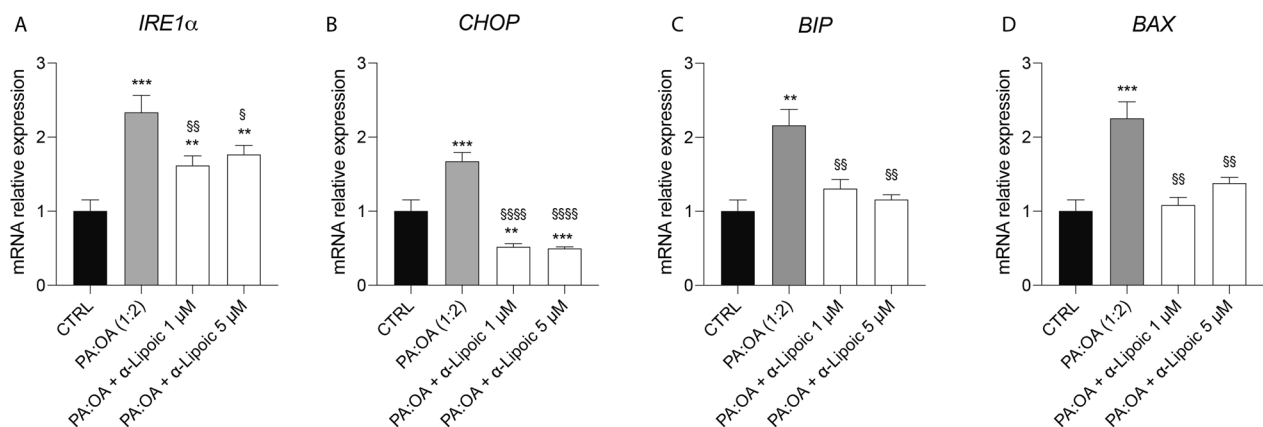 A
IRE1α
mRNA relative expression
3
2
1
0
***
§§
**
§
**
CTRL
PA:OA (1:2)
PA:OA + α-Lipoic 1 µM
PA:OA + α-Lipoic 5 µM
B
CHOP
mRNA relative expression
3
2
1
0
***
§§§§
**
§§§§
***
CTRL
PA:OA (1:2)
PA:OA + α-Lipoic 1 µM
PA:OA + α-Lipoic 5 µM
C
BIP
mRNA relative expression
3
2
1
0
**
§§
§§
CTRL
PA:OA (1:2)
PA:OA + α-Lipoic 1 µM
PA:OA + α-Lipoic 5 µM
D
BAX
mRNA relative expression
3
2
1
0
***
§§
§§
CTRL
PA:OA (1:2)
PA:OA + α-Lipoic 1 µM
PA:OA + α-Lipoic 5 µM